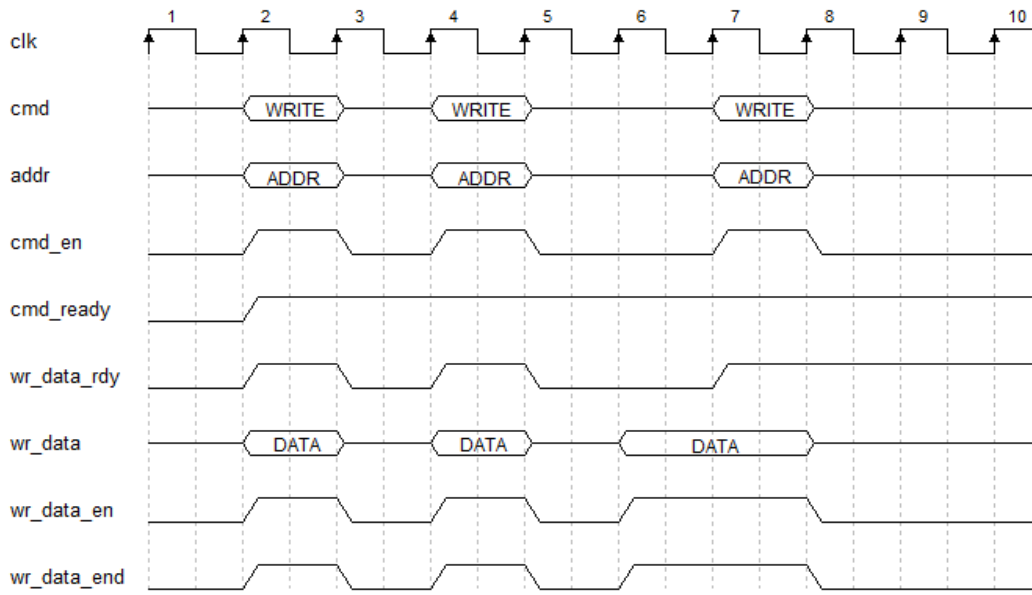 1 2 3 4 5 6 7 8 9 10
clk
cmd WRITE WRITE WRITE
addr ADDR ADDR ADDR
cmd_en
cmd_ready
wr_data_rdy
wr_data DATA DATA DATA
wr_data_en
wr_data_end